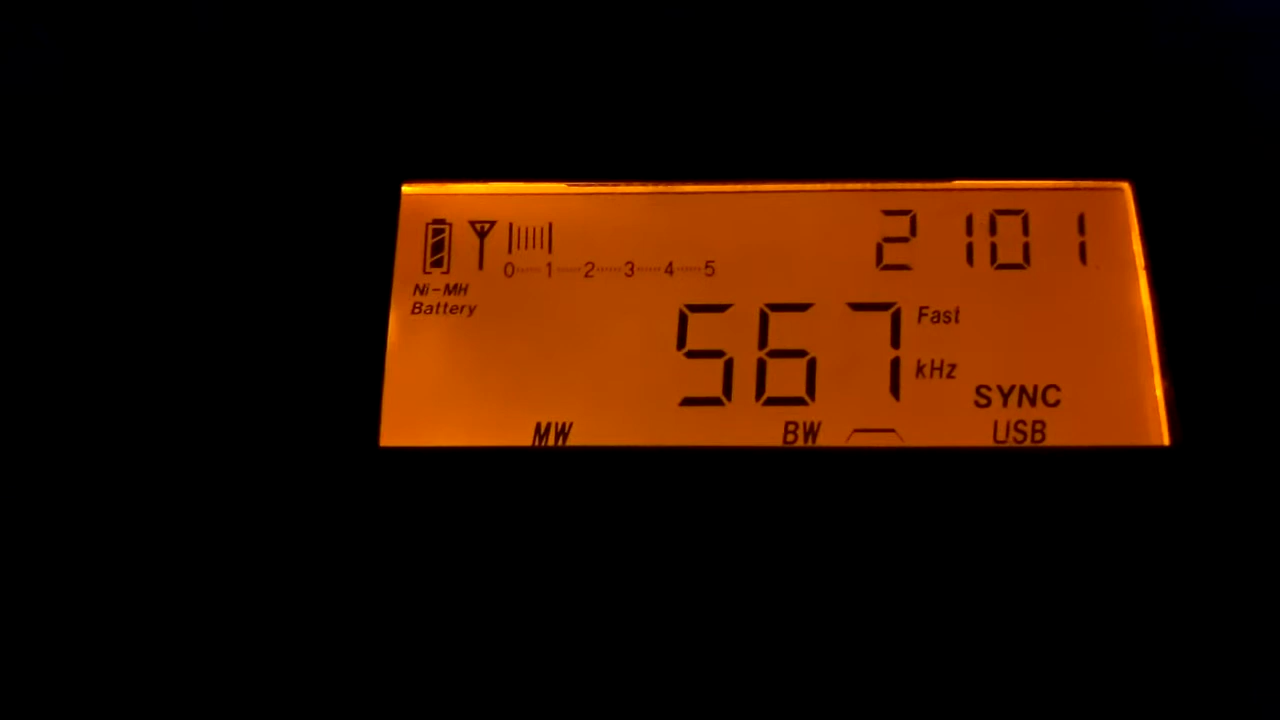 2101
0 1 2 3 4 5
Ni-MH
Battery
567 Fast
kHz
SYNC
MW BW USB